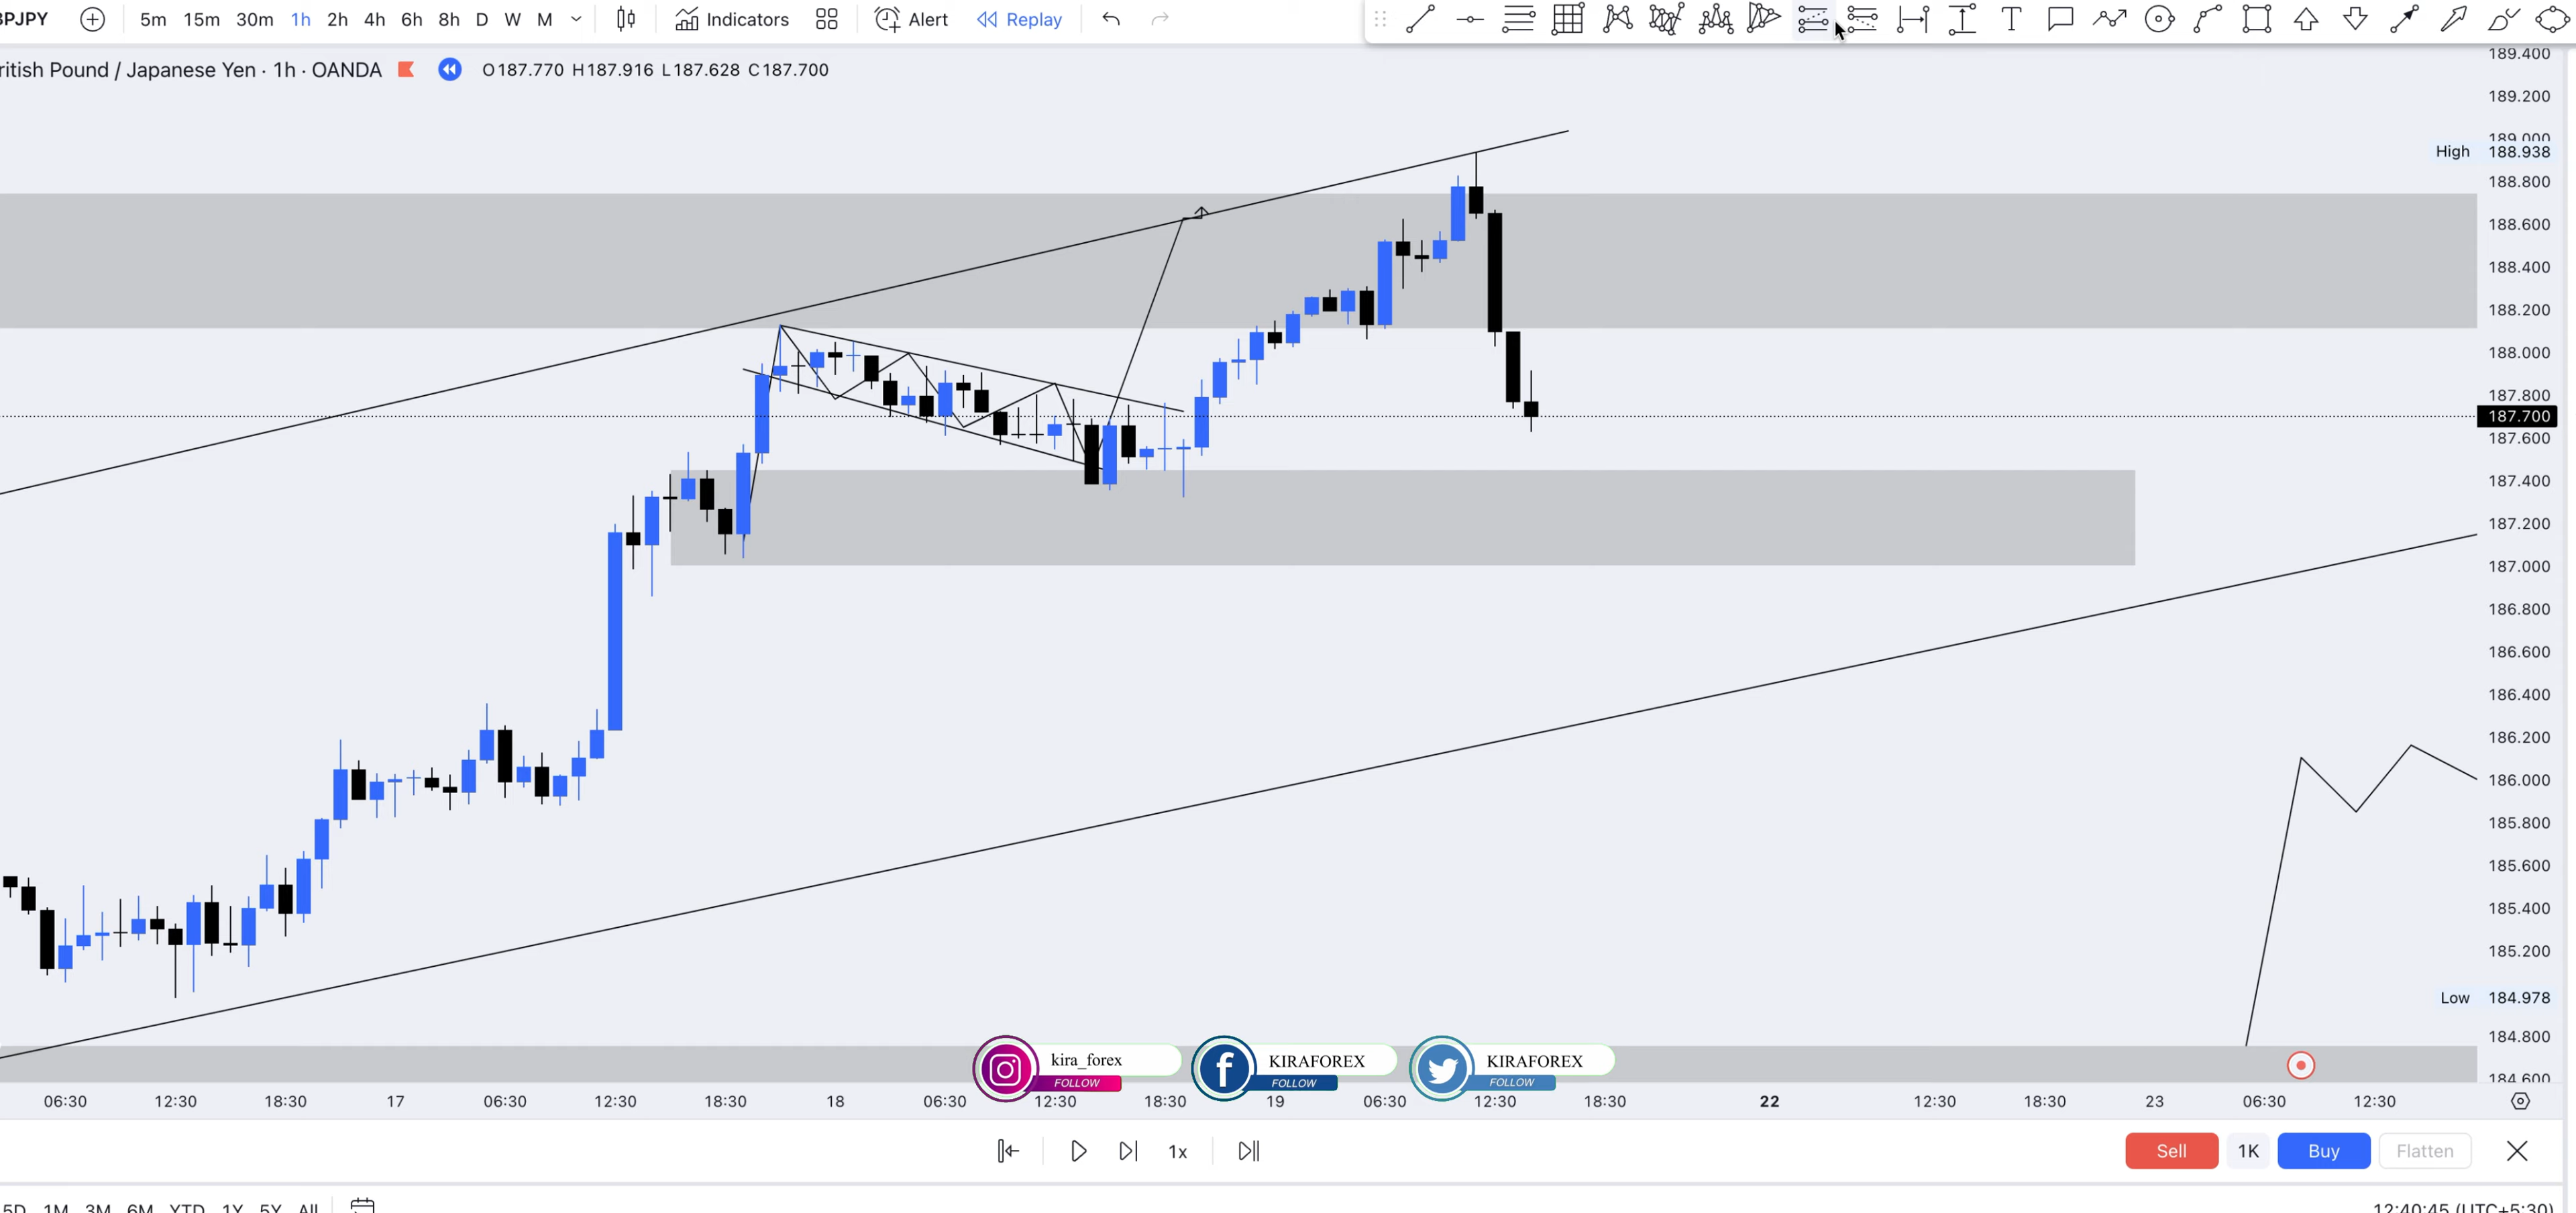 BPJPY 5m 15m 30m 1h 2h 4h 6h 8h D W M Indicators Alert Replay
ritish Pound / Japanese Yen · 1h · OANDA O187.770 H187.916 L187.628 C187.700
189.400
189.200
189.000
High 188.938
188.800
188.600
188.400
188.200
188.000
187.800
187.700
187.600
187.400
187.200
187.000
186.800
186.600
186.400
186.200
186.000
185.800
185.600
185.400
185.200
Low 184.978
184.800
184.600
kira_forex
FOLLOW
KIRAFOREX
FOLLOW
KIRAFOREX
FOLLOW
06:30 12:30 18:30 17 06:30 12:30 18:30 18 06:30 12:30 18:30 19 06:30 12:30 18:30 22 12:30 18:30 23 06:30 12:30
1x
Sell 1K Buy Flatten
5D 1M 3M 6M YTD 1Y 5Y All 12:40:45 (UTC+5:30)